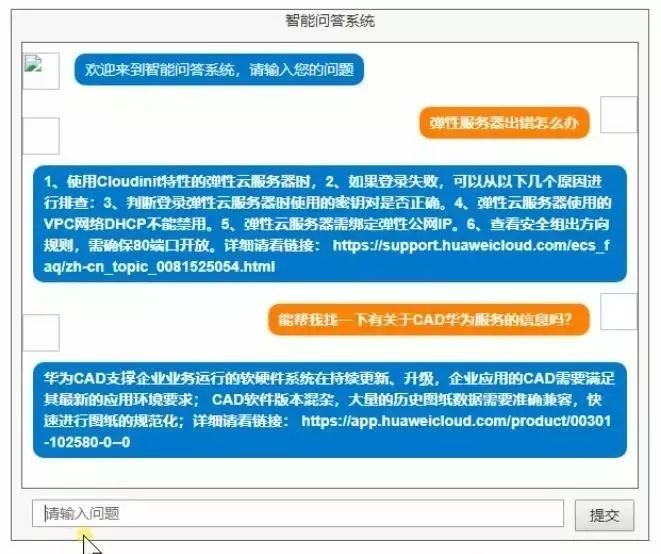 智能问答系统
欢迎来到智能问答系统，请输入您的问题
弹性服务器出错怎么办
1、使用Cloudinit特性的弹性云服务器时，2、如果登录失败，可以从以下几个原因进
行排查：3、判断登录弹性云服务器时使用的密钥对是否正确。4、弹性云服务器使用的
VPC网络DHCP不能禁用。5、弹性云服务器需绑定弹性公网IP。6、查看安全组出方向
规则，需确保80端口开放。详细请看链接： https://support.huaweicloud.com/ecs_f
aq/zh-cn_topic_0081525054.html
能帮我找一下有关于CAD华为服务的信息吗？
华为CAD支撑企业业务运行的软硬件系统在持续更新、升级，企业应用的CAD需要满足
其最新的应用环境要求； CAD软件版本混杂，大量的历史图纸数据需要准确兼容，快
速进行图纸的规范化；详细请看链接： https://app.huaweicloud.com/product/00301
-102580-0--0
请输入问题
提交